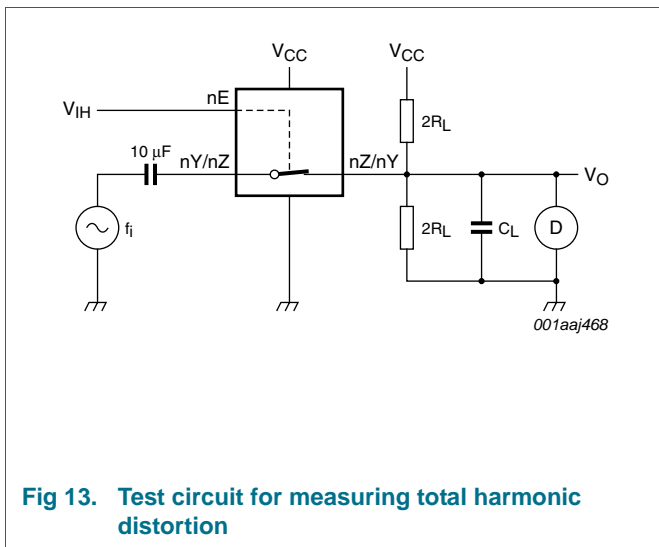 VCC VCC
nE
VIH
2RL
10 μF nY/nZ nZ/nY
VO
fi 2RL CL D
001aaj468
Fig 13. Test circuit for measuring total harmonic
distortion